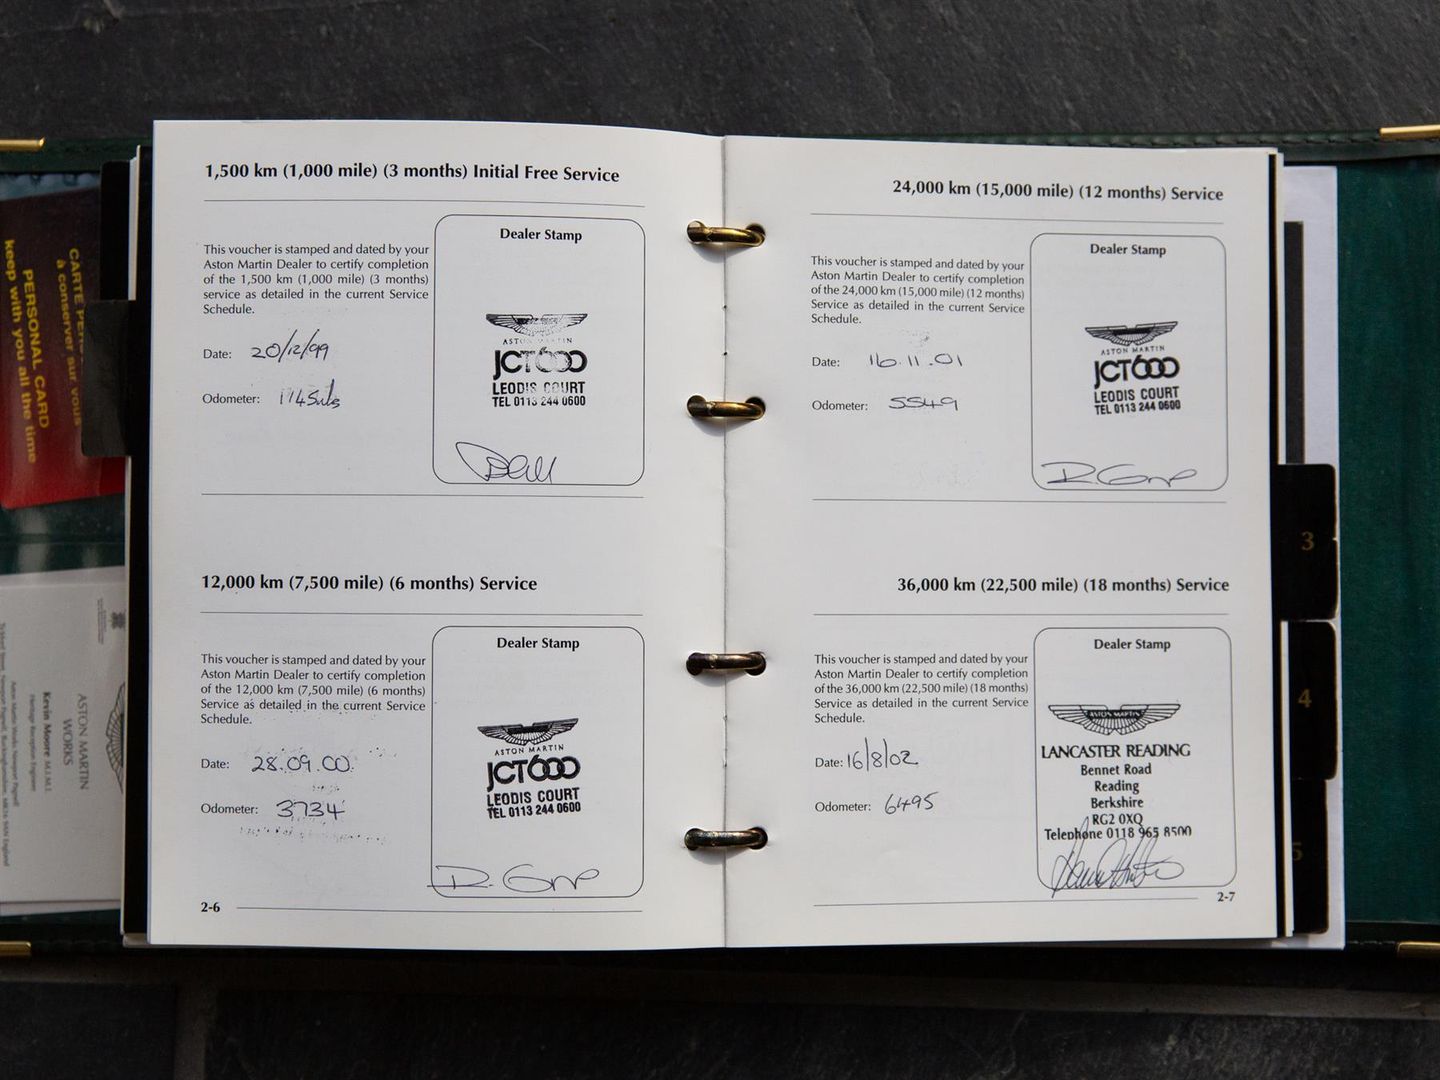 1,500 km (1,000 mile) (3 months) Initial Free Service
This voucher is stamped and dated by your
Aston Martin Dealer to certify completion
of the 1,500 km (1,000 mile) (3 months)
service as detailed in the current Service
Schedule.
Date: 20/12/99
Odometer:
Dealer Stamp
ASTON MARTIN
JCT600
LEODIS COURT
TEL 0113 244 0600
12,000 km (7,500 mile) (6 months) Service
This voucher is stamped and dated by your
Aston Martin Dealer to certify completion
of the 12,000 km (7,500 mile) (6 months)
Service as detailed in the current Service
Schedule.
Date: 28.09.00
Odometer: 3734
Dealer Stamp
ASTON MARTIN
JCT600
LEODIS COURT
TEL 0113 244 0600
2-6
24,000 km (15,000 mile) (12 months) Service
This voucher is stamped and dated by your
Aston Martin Dealer to certify completion
of the 24,000 km (15,000 mile) (12 months)
Service as detailed in the current Service
Schedule.
Date: 16.11.01
Odometer: 5549
Dealer Stamp
ASTON MARTIN
JCT600
LEODIS COURT
TEL 0113 244 0600
36,000 km (22,500 mile) (18 months) Service
This voucher is stamped and dated by your
Aston Martin Dealer to certify completion
of the 36,000 km (22,500 mile) (18 months)
Service as detailed in the current Service
Schedule.
Date: 16/8/02
Odometer: 6495
Dealer Stamp
ASTON MARTIN
LANCASTER READING
Bennet Road
Reading
Berkshire
RG2 0XQ
Telephone 0118 965 8500
2-7
3
4
5
CARTE
à conserver sur vous
PERSONAL CARD
keep with you all the time
ASTON MARTIN
WORKS
Kevin Moore M.I.M.I.
Heritage Reception Engineer
Aston Martin Works Newport Pagnell